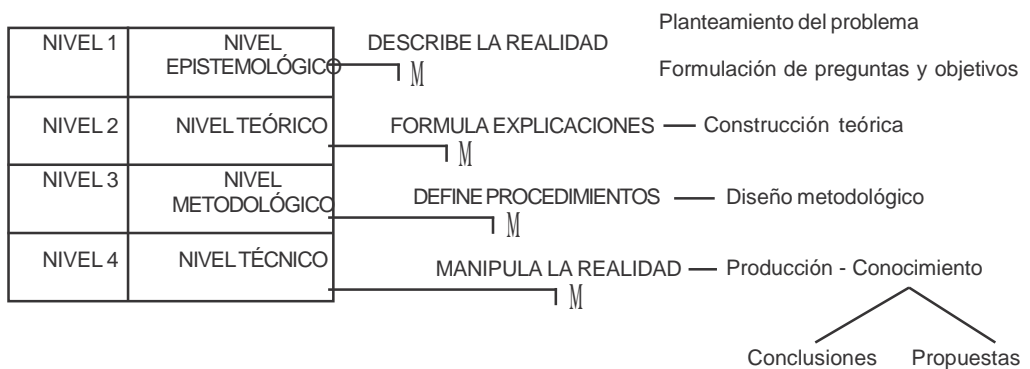 Planteamiento del problema
NIVEL 1 NIVEL EPISTEMOLÓGICO DESCRIBE LA REALIDAD
M
Formulación de preguntas y objetivos
NIVEL 2 NIVEL TEÓRICO FORMULA EXPLICACIONES Construcción teórica
M
NIVEL 3 NIVEL METODOLÓGICO DEFINE PROCEDIMIENTOS Diseño metodológico
M
NIVEL 4 NIVEL TÉCNICO MANIPULA LA REALIDAD Producción - Conocimiento
M
Conclusiones Propuestas